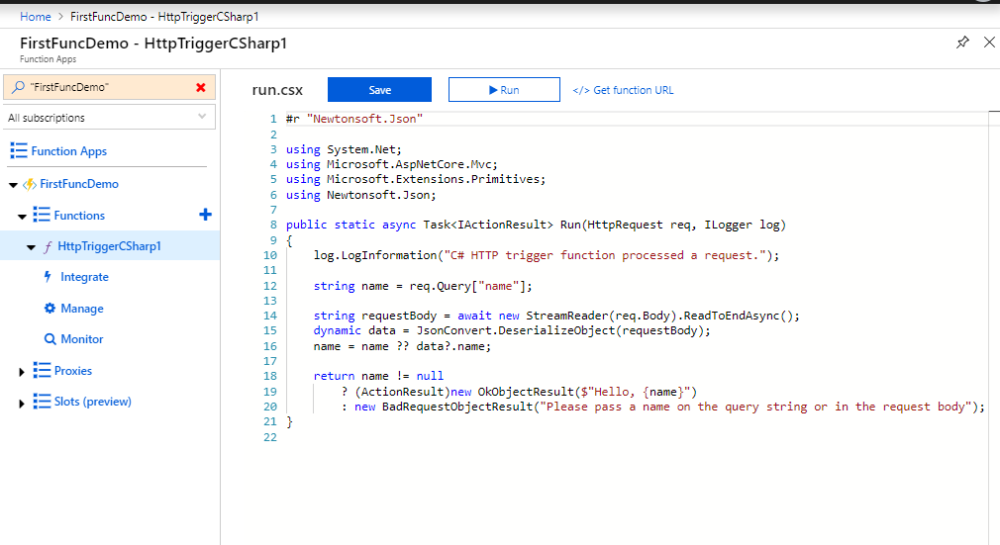 Home > FirstFuncDemo - HttpTriggerCSharp1
FirstFuncDemo - HttpTriggerCSharp1
Function Apps
"FirstFuncDemo"
All subscriptions
Function Apps
FirstFuncDemo
Functions
HttpTriggerCSharp1
Integrate
Manage
Monitor
Proxies
Slots (preview)
run.csx Save Run </> Get function URL
1 #r "Newtonsoft.Json"
2
3 using System.Net;
4 using Microsoft.AspNetCore.Mvc;
5 using Microsoft.Extensions.Primitives;
6 using Newtonsoft.Json;
7
8 public static async Task<IActionResult> Run(HttpRequest req, ILogger log)
9 {
10     log.LogInformation("C# HTTP trigger function processed a request.");
11
12     string name = req.Query["name"];
13
14     string requestBody = await new StreamReader(req.Body).ReadToEndAsync();
15     dynamic data = JsonConvert.DeserializeObject(requestBody);
16     name = name ?? data?.name;
17
18     return name != null
19         ? (ActionResult)new OkObjectResult($"Hello, {name}")
20         : new BadRequestObjectResult("Please pass a name on the query string or in the request body");
21 }
22